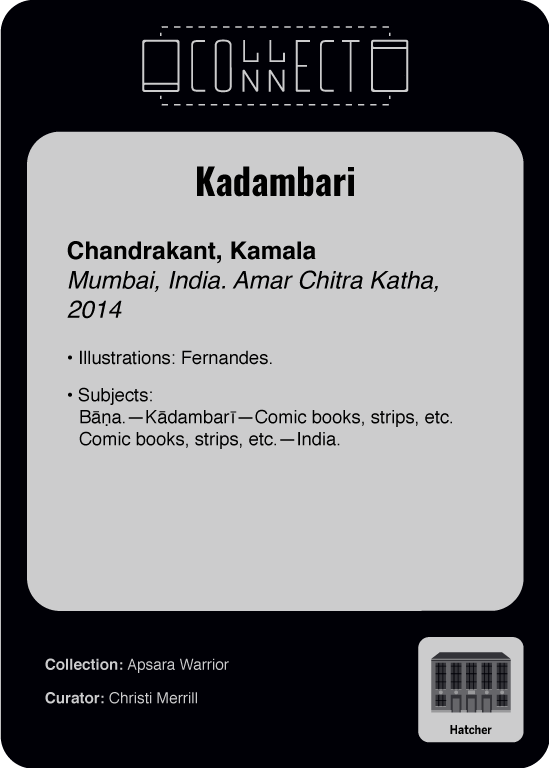 COLLECT
CONNECT
Kadambari
Chandrakant, Kamala
Mumbai, India. Amar Chitra Katha,
2014
• Illustrations: Fernandes.
• Subjects:
Bāṇa.—Kādambarī—Comic books, strips, etc.
Comic books, strips, etc.—India.
Collection: Apsara Warrior
Curator: Christi Merrill
Hatcher